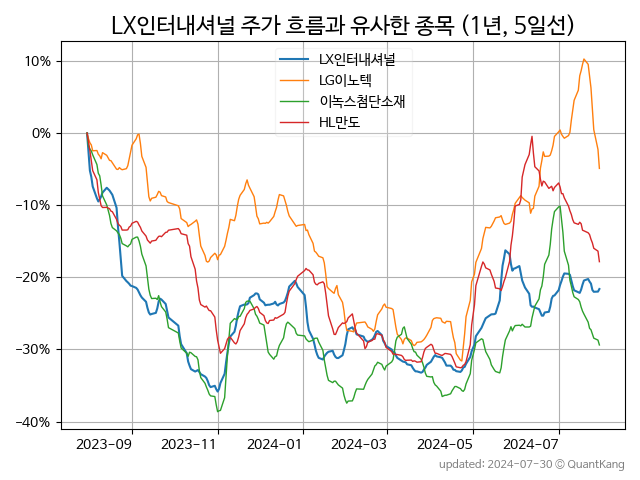 LX인터내셔널 주가 흐름과 유사한 종목 (1년, 5일선)
LX인터내셔널
LG이노텍
이녹스첨단소재
HL만도
10%
0%
−10%
−20%
−30%
−40%
2023-09
2023-11
2024-01
2024-03
2024-05
2024-07
updated: 2024-07-30 © QuantKang